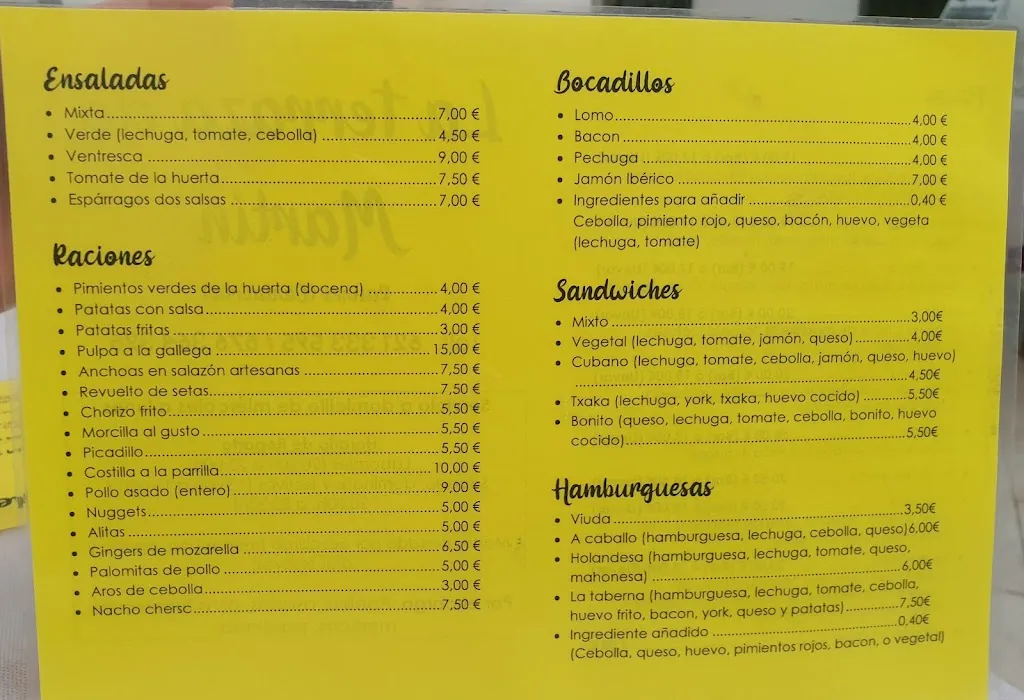 Ensaladas
• Mixta 7,00 €
• Verde (lechuga, tomate, cebolla) 4,50 €
• Ventresca 9,00 €
• Tomate de la huerta 7,50 €
• Espárragos dos salsas 7,00 €
Raciones
• Pimientos verdes de la huerta (docena) 4,00 €
• Patatas con salsa 4,00 €
• Patatas fritas 3,00 €
• Pulpa a la gallega 15,00 €
• Anchoas en salazón artesanas 7,50 €
• Revuelto de setas 7,50 €
• Chorizo frito 5,50 €
• Morcilla al gusto 5,50 €
• Picadillo 5,50 €
• Costilla a la parrilla 10,00 €
• Pollo asado (entero) 9,00 €
• Nuggets 5,00 €
• Alitas 5,00 €
• Gingers de mozarella 6,50 €
• Palomitas de pollo 5,00 €
• Aros de cebolla 3,00 €
• Nacho chersc 7,50 €
Bocadillos
• Lomo 4,00 €
• Bacon 4,00 €
• Pechuga 4,00 €
• Jamón Ibérico 7,00 €
• Ingredientes para añadir 0,40 €
Cebolla, pimiento rojo, queso, bacón, huevo, vegeta
(lechuga, tomate)
Sandwiches
• Mixto 3,00€
• Vegetal (lechuga, tomate, jamón, queso) 4,00€
• Cubano (lechuga, tomate, cebolla, jamón, queso, huevo)
4,50€
• Txaka (lechuga, york, txaka, huevo cocido) 5,50€
• Bonito (queso, lechuga, tomate, cebolla, bonito, huevo
cocido) 5,50€
Hamburguesas
• Viuda 3,50€
• A caballo (hamburguesa, lechuga, cebolla, queso) 6,00€
• Holandesa (hamburguesa, lechuga, tomate, queso,
mahonesa) 6,00€
• La taberna (hamburguesa, lechuga, tomate, cebolla,
huevo frito, bacon, york, queso y patatas) 7,50€
• Ingrediente añadido 0,40€
(Cebolla, queso, huevo, pimientos rojos, bacon, o vegetal)